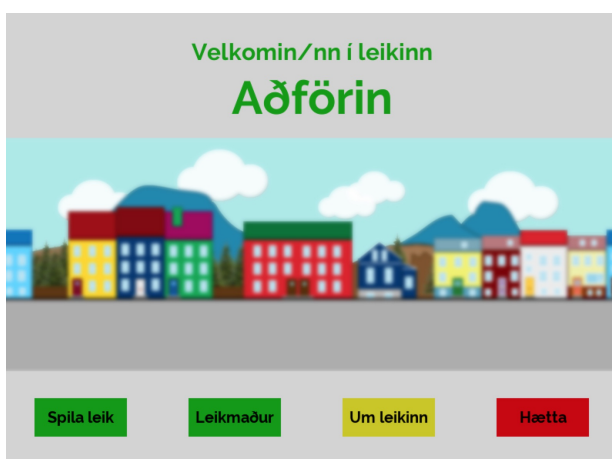 Velkomin/nn í leikinn
Aðförin
Spila leik
Leikmaður
Um leikinn
Hætta